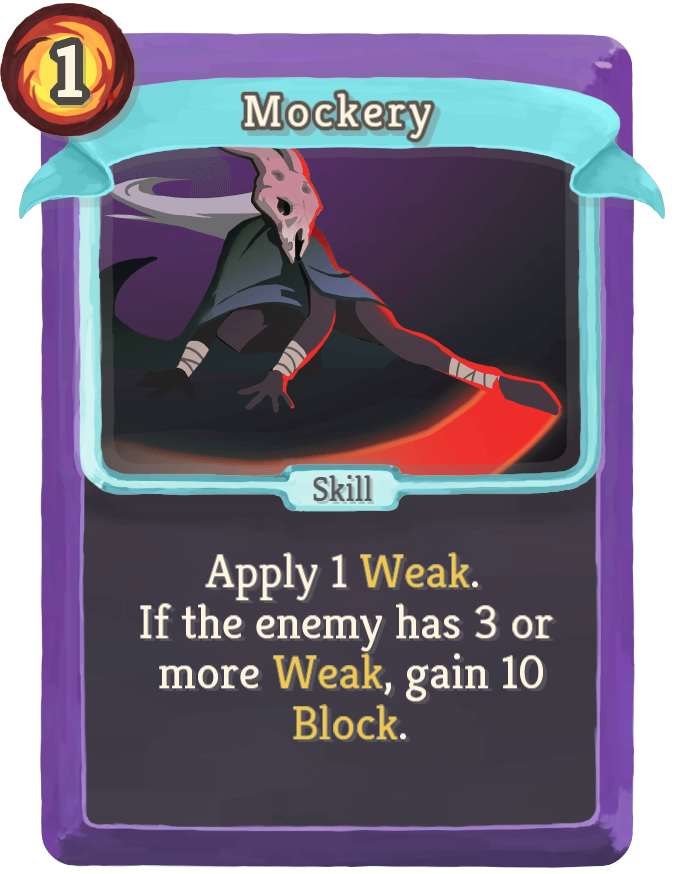 1
Mockery
Skill
Apply 1 Weak.
If the enemy has 3 or
more Weak, gain 10
Block.